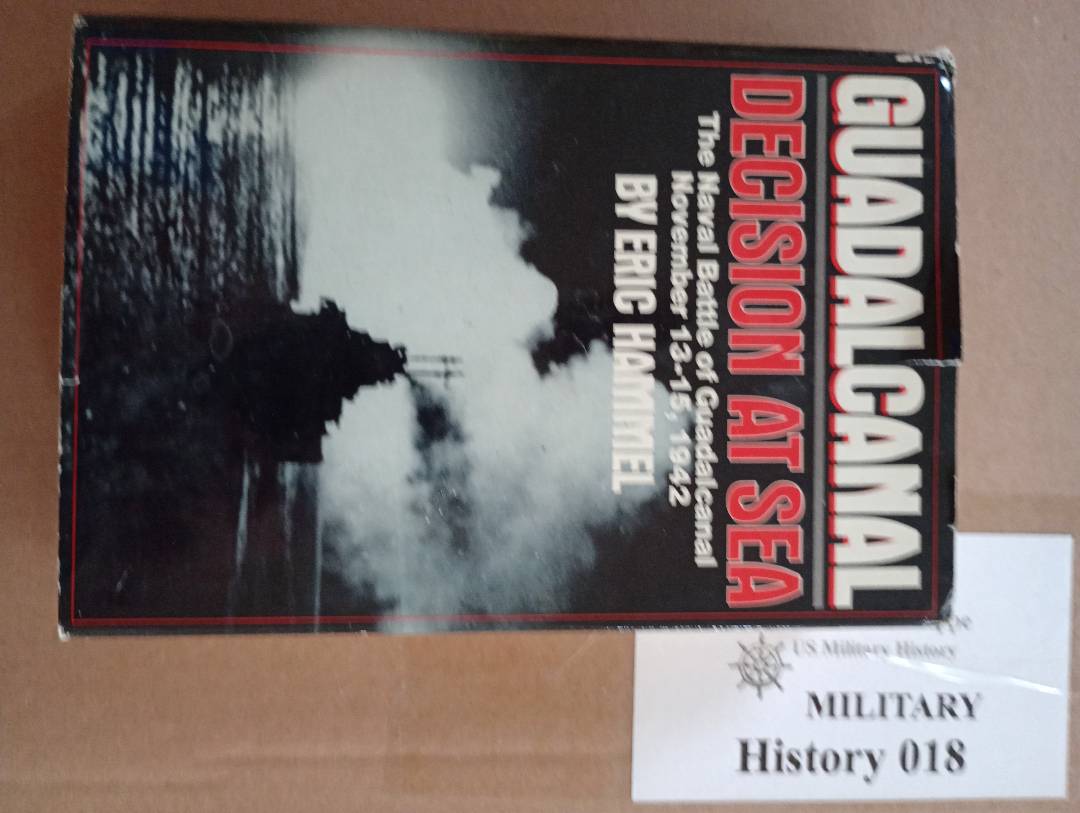 GUADALCANAL
DECISION AT SEA
The Naval Battle of Guadalcanal
November 13-15, 1942
BY ERIC HAMMEL
US Military History
MILITARY
History 018